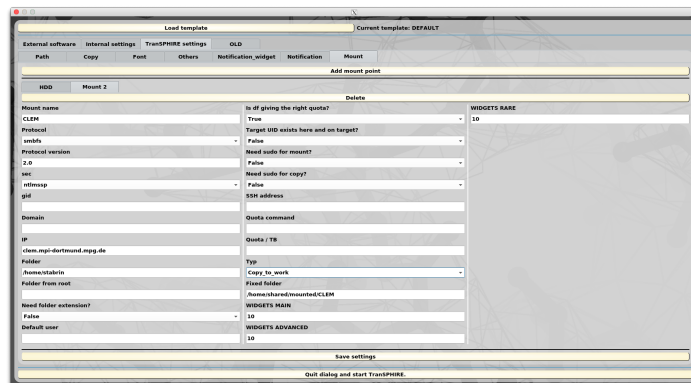 Load template
Current template: DEFAULT
External software
Internal settings
TranSPHIRE settings
OLD
Path
Copy
Font
Others
Notification_widget
Notification
Mount
Add mount point
HDD
Mount 2
Delete
Mount name
CLEM
Protocol
smbfs
Protocol version
2.0
sec
ntlmssp
gid
Domain
IP
clem.mpi-dortmund.mpg.de
Folder
/home/stabrin
Folder from root
Need folder extension?
False
Default user
Is df giving the right quota?
True
Target UID exists here and on target?
False
Need sudo for mount?
False
Need sudo for copy?
False
SSH address
Quota command
Quota / TB
Typ
Copy_to_work
Fixed folder
/home/shared/mounted/CLEM
WIDGETS MAIN
10
WIDGETS ADVANCED
10
WIDGETS RARE
10
Save settings
Quit dialog and start TranSPHIRE.